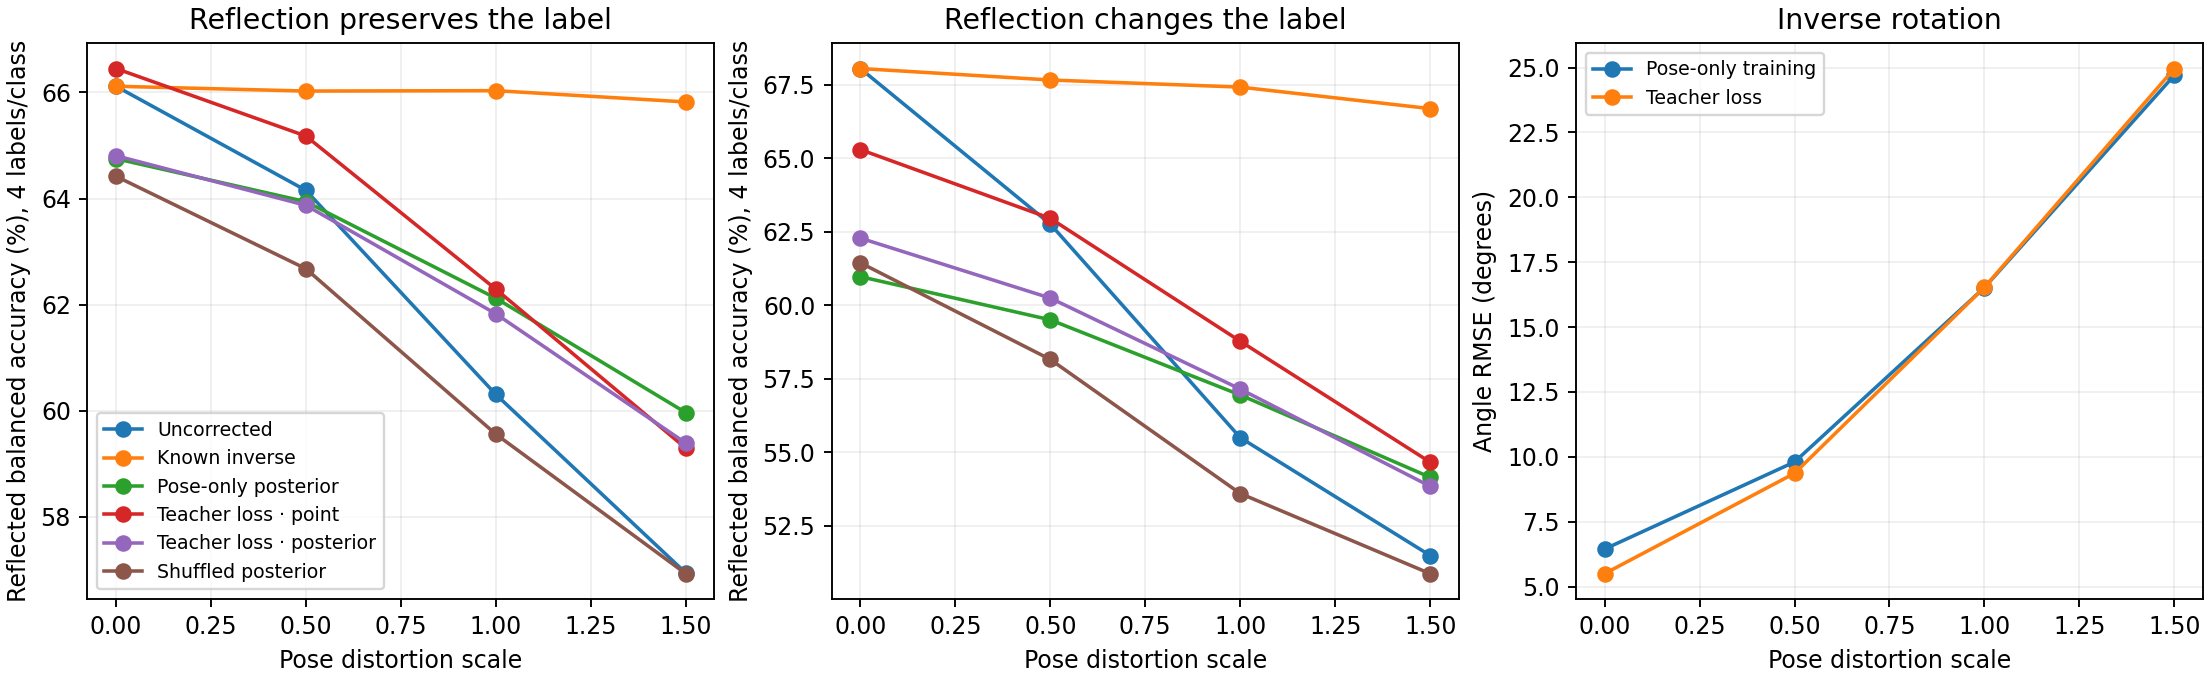 Reflection preserves the label
Reflected balanced accuracy (%), 4 labels/class
66
64
62
60
58
Uncorrected
Known inverse
Pose-only posterior
Teacher loss · point
Teacher loss · posterior
Shuffled posterior
0.00 0.25 0.50 0.75 1.00 1.25 1.50
Pose distortion scale
Reflection changes the label
Reflected balanced accuracy (%), 4 labels/class
67.5
65.0
62.5
60.0
57.5
55.0
52.5
0.00 0.25 0.50 0.75 1.00 1.25 1.50
Pose distortion scale
Inverse rotation
Angle RMSE (degrees)
25.0
22.5
20.0
17.5
15.0
12.5
10.0
7.5
5.0
Pose-only training
Teacher loss
0.00 0.25 0.50 0.75 1.00 1.25 1.50
Pose distortion scale